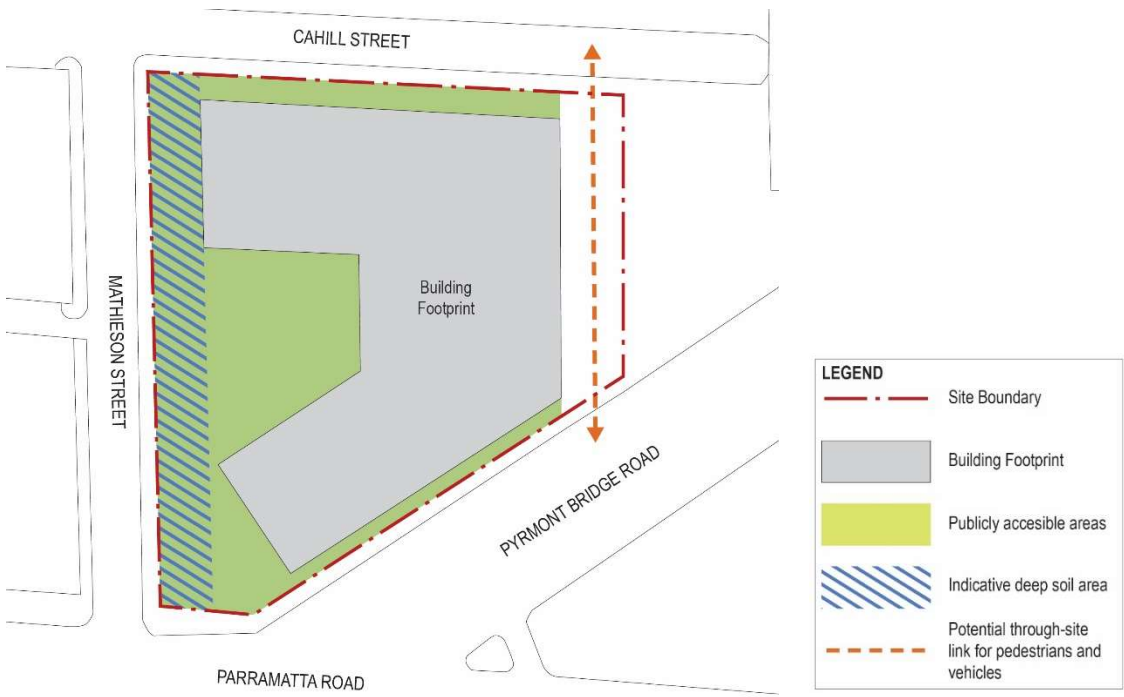 CAHILL STREET
MATHIESON STREET
Building
Footprint
PYRMONT BRIDGE ROAD
PARRAMATTA ROAD
LEGEND
Site Boundary
Building Footprint
Publicly accesible areas
Indicative deep soil area
Potential through-site
link for pedestrians and
vehicles